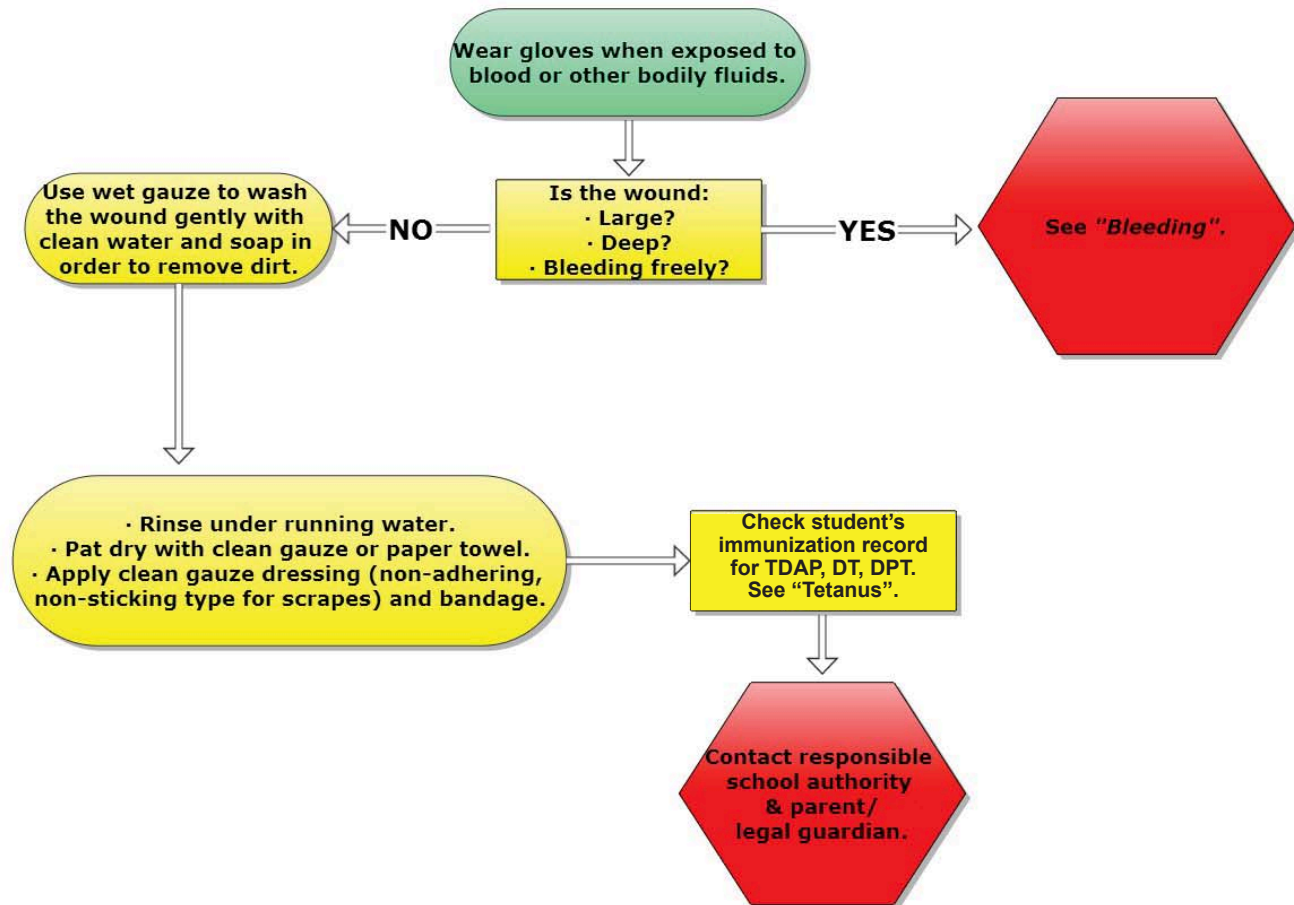 Wear gloves when exposed to
blood or other bodily fluids.
Is the wound:
· Large?
· Deep?
· Bleeding freely?
NO
YES
See "Bleeding".
Use wet gauze to wash
the wound gently with
clean water and soap in
order to remove dirt.
· Rinse under running water.
· Pat dry with clean gauze or paper towel.
· Apply clean gauze dressing (non-adhering,
non-sticking type for scrapes) and bandage.
Check student’s
immunization record
for TDAP, DT, DPT.
See “Tetanus”.
Contact responsible
school authority
& parent/
legal guardian.